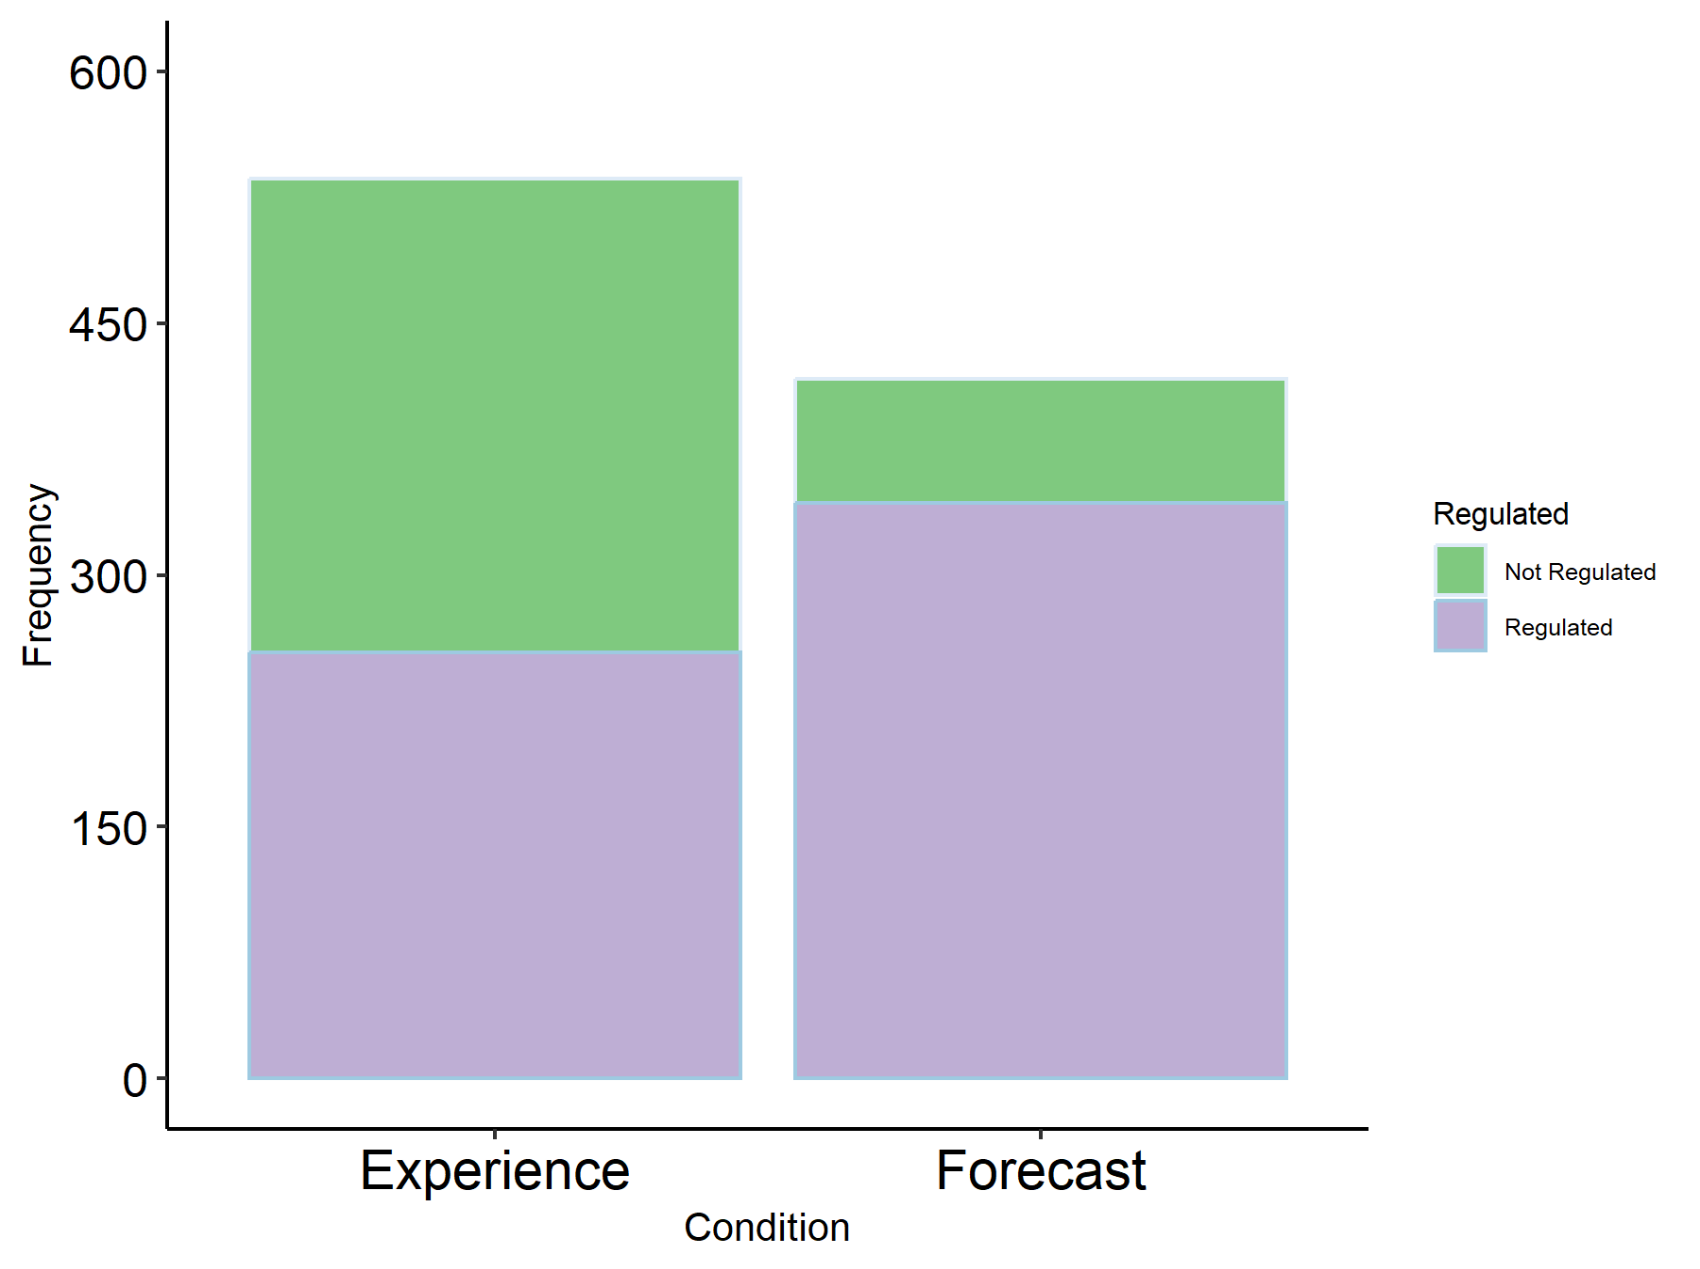 600
450
300
150
0
Frequency
Experience
Forecast
Condition
Regulated
Not Regulated
Regulated